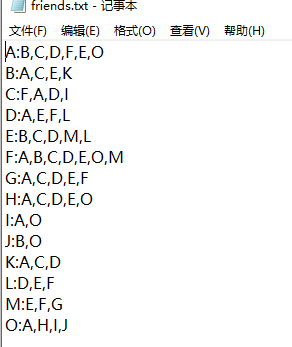 friends.txt - 记事本
文件(F) 编辑(E) 格式(O) 查看(V) 帮助(H)
A:B,C,D,F,E,O
B:A,C,E,K
C:F,A,D,I
D:A,E,F,L
E:B,C,D,M,L
F:A,B,C,D,E,O,M
G:A,C,D,E,F
H:A,C,D,E,O
I:A,O
J:B,O
K:A,C,D
L:D,E,F
M:E,F,G
O:A,H,I,J